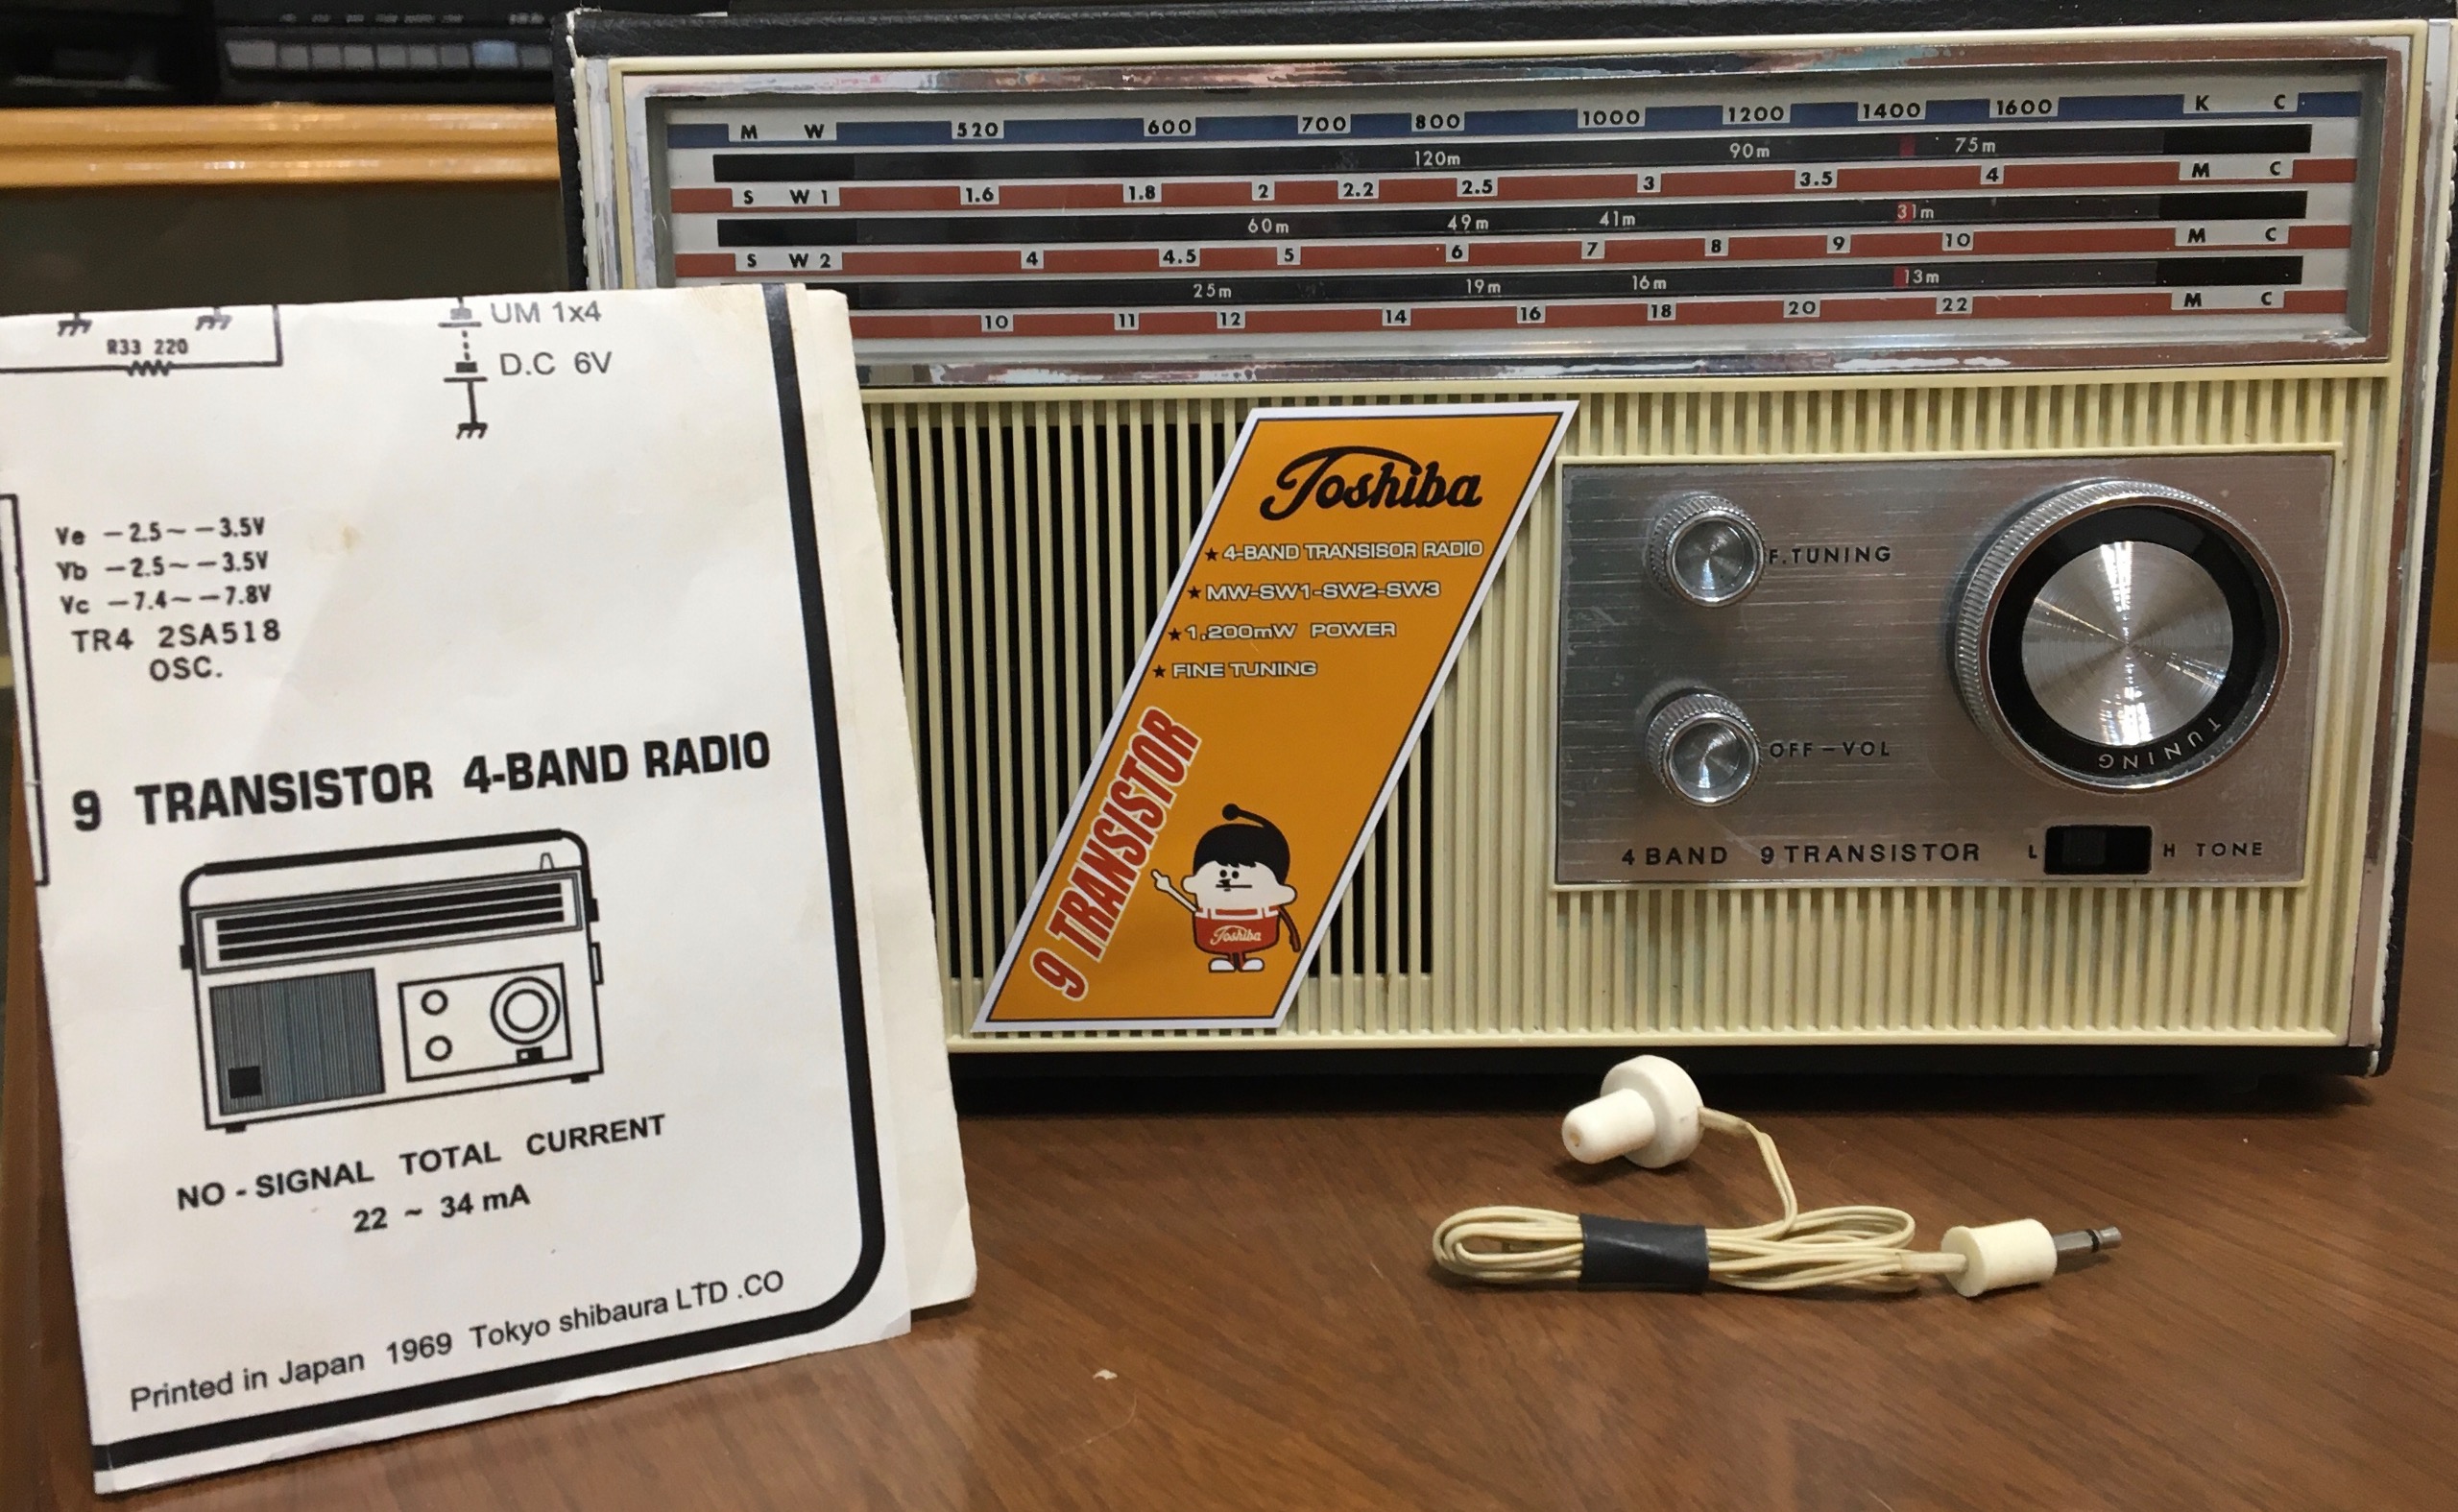 UM 1x4
R33 220
D.C 6V
Ve −2.5∼−3.5V
Vb −2.5∼−3.5V
Vc −7.4∼−7.8V
TR4 2SA518
OSC.
9 TRANSISTOR 4-BAND RADIO
NO - SIGNAL TOTAL CURRENT
22 ~ 34 mA
Printed in Japan 1969 Tokyo shibaura LTD .CO
M W 520 600 700 800 1000 1200 1400 1600 K C
120m 90m 75m
S W 1 1.6 1.8 2 2.2 2.5 3 3.5 4 M C
60m 49m 41m 31m
S W 2 4 4.5 5 6 7 8 9 10 M C
25m 19m 16m 13m
10 11 12 14 16 18 20 22 M C
Toshiba
★ 4-BAND TRANSISOR RADIO
★ MW-SW1-SW2-SW3
★ 1,200mW POWER
★ FINE TUNING
9 TRANSISTOR
Toshiba
F.TUNING
OFF – VOL
TUNING
4 BAND 9 TRANSISTOR
L H TONE